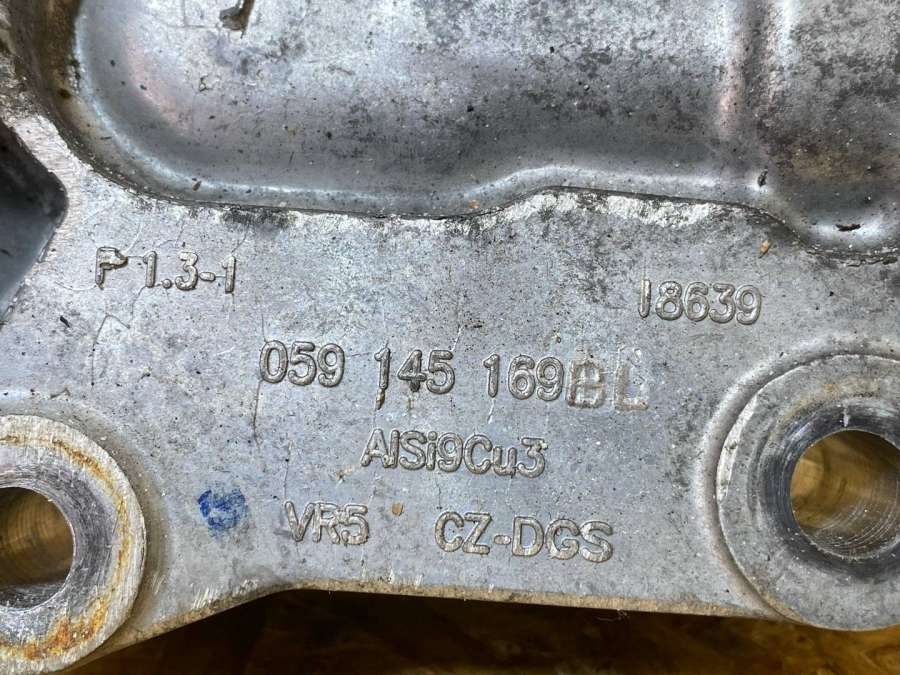 P 1.3-1
18639
059 145 169BL
AlSi9Cu3
VR5 CZ-DGS